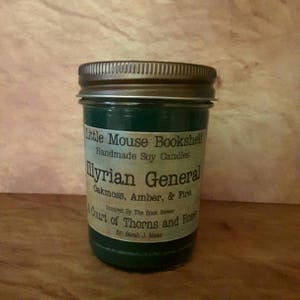 Little Mouse Bookshelf
Handmade Soy Candles
Illyrian General
Oakmoss, Amber, & Fire
Inspired By The Book Series
A Court of Thorns and Roses
By: Sarah J. Maas